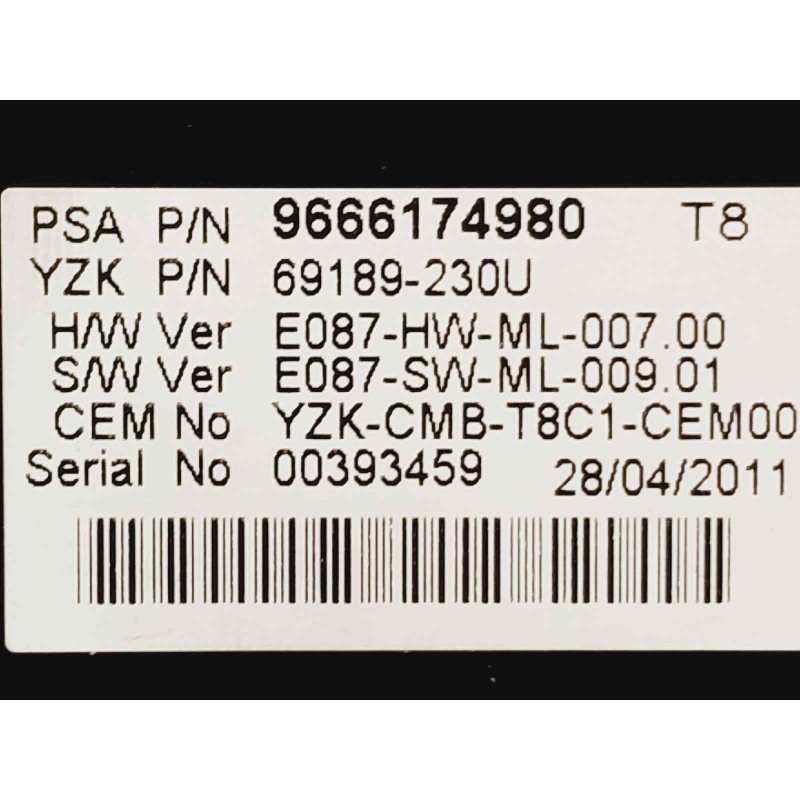 PSA P/N 9666174980 T8
YZK P/N 69189-230U
H/W Ver E087-HW-ML-007.00
S/W Ver E087-SW-ML-009.01
CEM No YZK-CMB-T8C1-CEM00
Serial No 00393459 28/04/2011